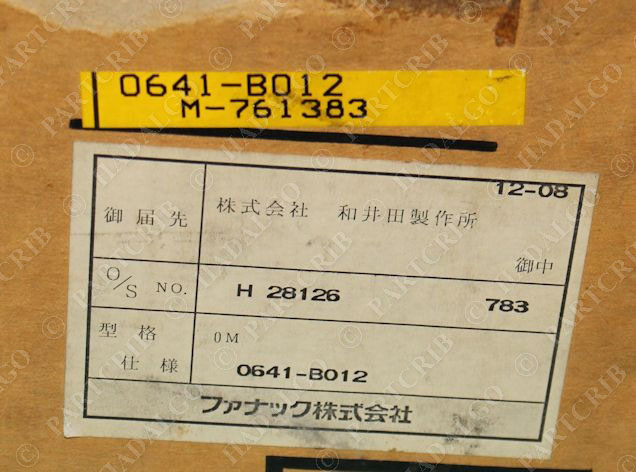 0641-B012
M-761383
12-08
御届先 株式会社 和井田製作所
御中
O/S NO. H 28126 783
型格 0M
仕様 0641-B012
ファナック株式会社
© PARTCRIB HADALGO